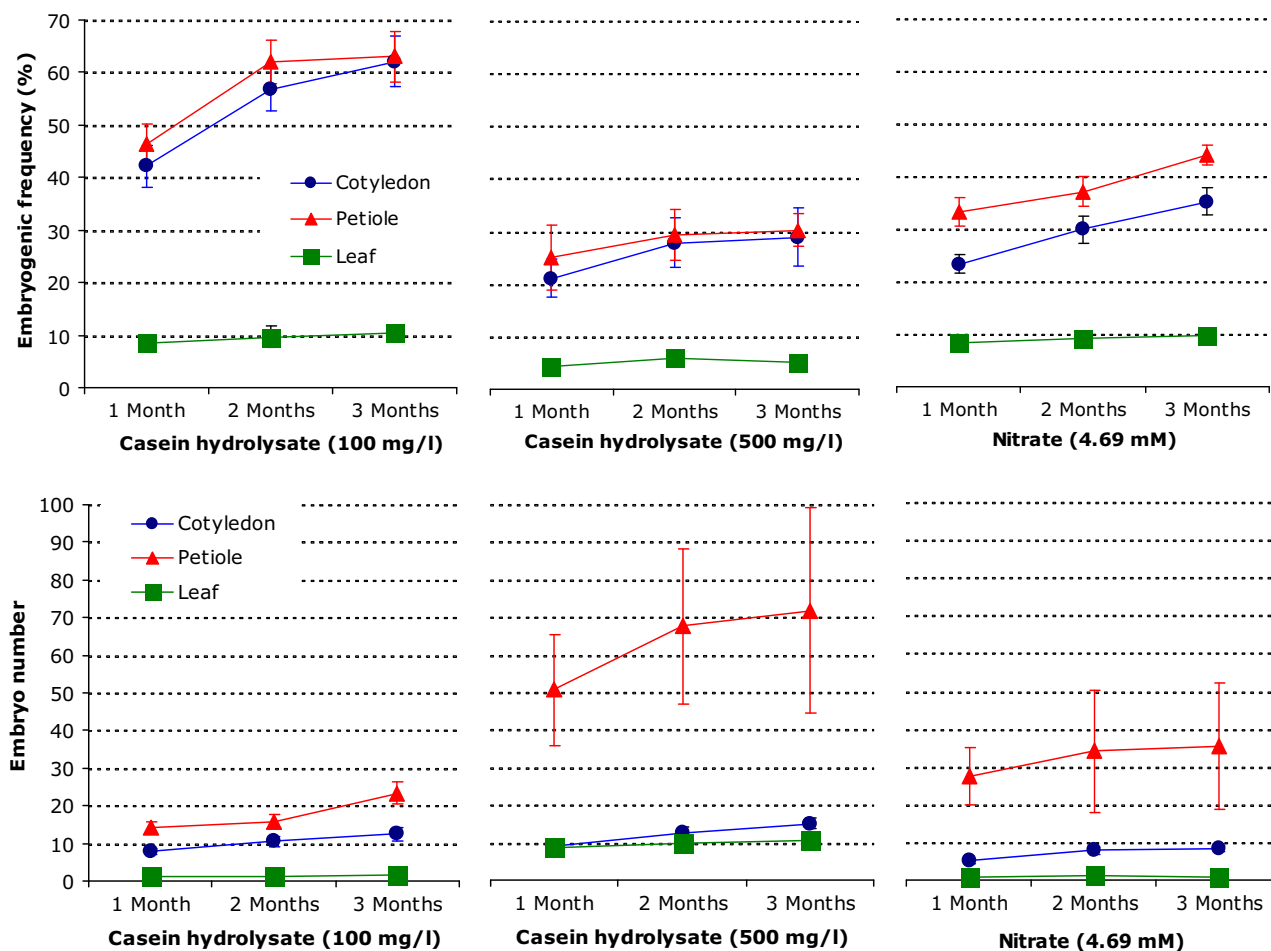 Embryogenic frequency (%)
70
60
50
40
30
20
10
0
Cotyledon
Petiole
Leaf
1 Month 2 Months 3 Months
Casein hydrolysate (100 mg/l)
1 Month 2 Months 3 Months
Casein hydrolysate (500 mg/l)
1 Month 2 Months 3 Months
Nitrate (4.69 mM)
Embryo number
100
90
80
70
60
50
40
30
20
10
0
Cotyledon
Petiole
Leaf
1 Month 2 Months 3 Months
Casein hydrolysate (100 mg/l)
1 Month 2 Months 3 Months
Casein hydrolysate (500 mg/l)
1 Month 2 Months 3 Months
Nitrate (4.69 mM)